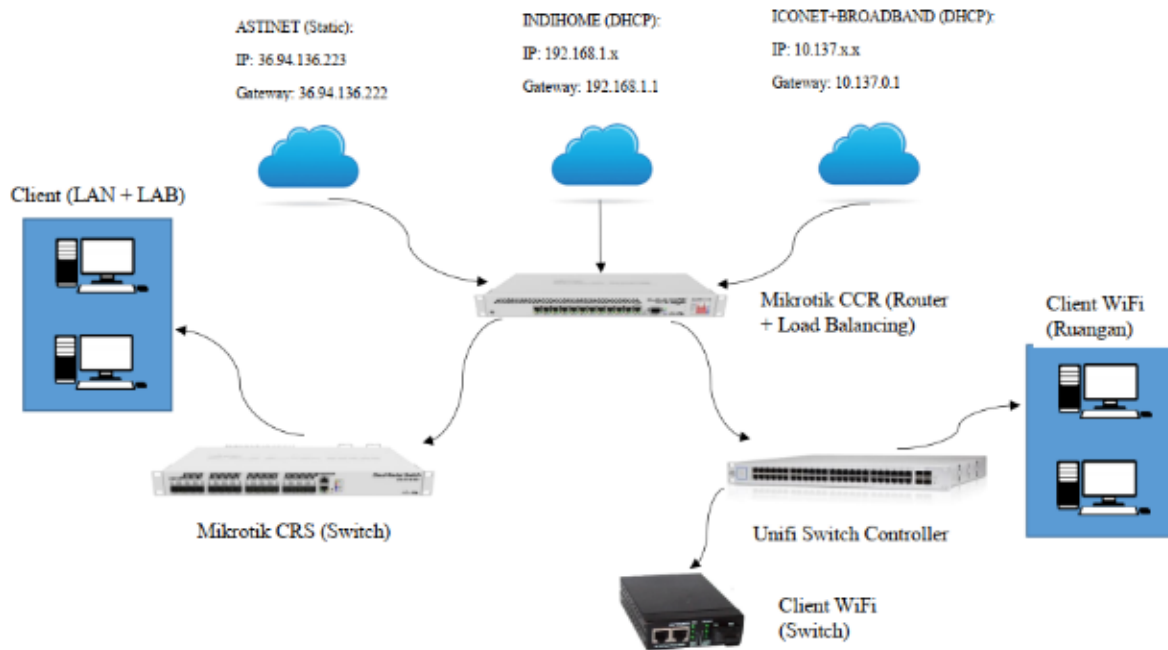 ASTINET (Static):
IP: 36.94.136.223
Gateway: 36.94.136.222
INDIHOME (DHCP):
IP: 192.168.1.x
Gateway: 192.168.1.1
ICONET+BROADBAND (DHCP):
IP: 10.137.x.x
Gateway: 10.137.0.1
Client (LAN + LAB)
Mikrotik CCR (Router
+ Load Balancing)
Client WiFi
(Ruangan)
Mikrotik CRS (Switch)
Unifi Switch Controller
Client WiFi
(Switch)